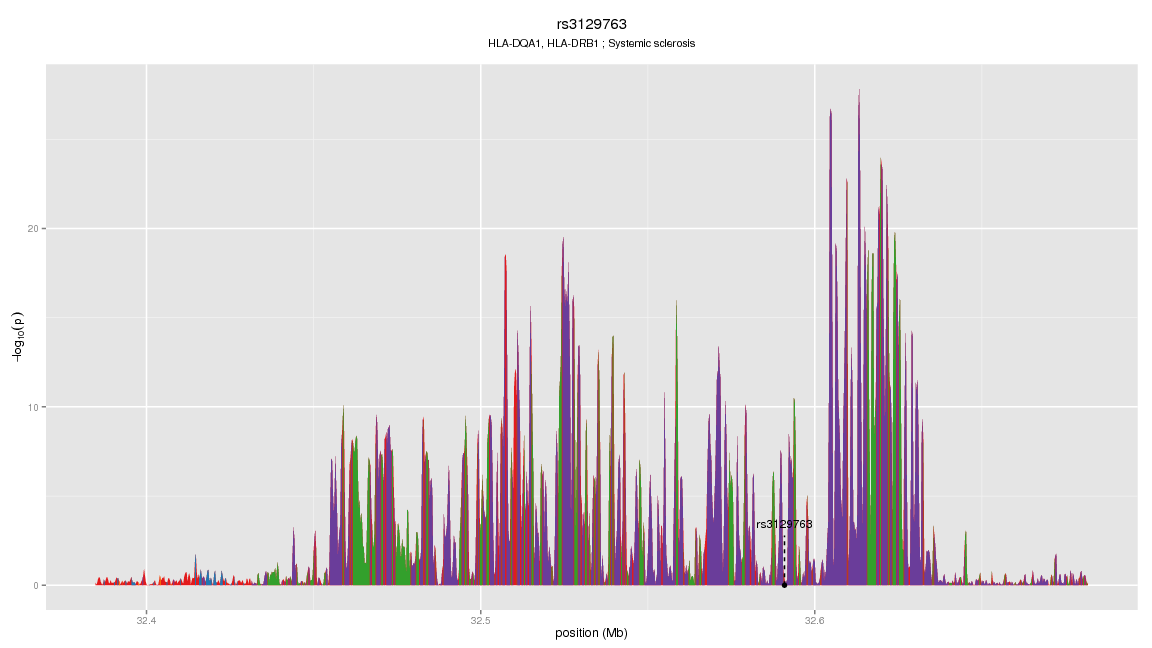 rs3129763
HLA-DQA1, HLA-DRB1 ; Systemic sclerosis
20
10
0
-log10(p)
rs3129763
32.4
32.5
32.6
position (Mb)